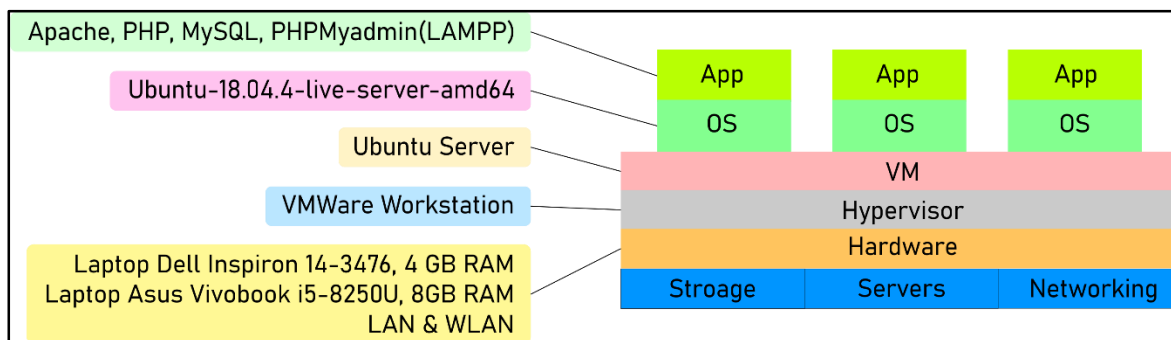 Apache, PHP, MySQL, PHPMyadmin(LAMPP)
Ubuntu-18.04.4-live-server-amd64
Ubuntu Server
VMWare Workstation
Laptop Dell Inspiron 14-3476, 4 GB RAM
Laptop Asus Vivobook i5-8250U, 8GB RAM
LAN & WLAN
App App App
OS OS OS
VM
Hypervisor
Hardware
Stroage Servers Networking